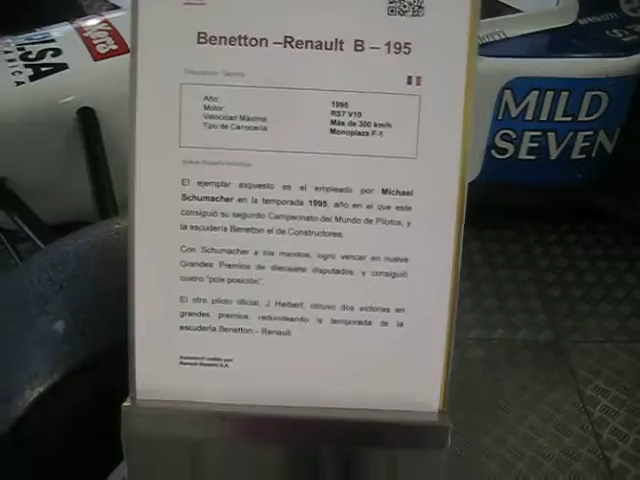 Benetton –Renault B – 195
Año: 1995
Motor: RS7 V10
Velocidad Máxima: Más de 300 km/h
Tipo de Carrocería: Monoplaza F-1
El ejemplar expuesto es el empleado por Michael
Schumacher en la temporada 1995, año en el que este
consiguió su segundo Campeonato del Mundo de Pilotos, y
la escudería Benetton el de Constructores.
Con Schumacher a los mandos, logró vencer en nueve
Grandes Premios de diecisiete disputados, y consiguió
cuatro "pole posición".
El otro piloto oficial, J. Herbert, obtuvo dos victorias en
grandes premios, redondeando la temporada de la
escudería Benetton – Renault
MILD
SEVEN